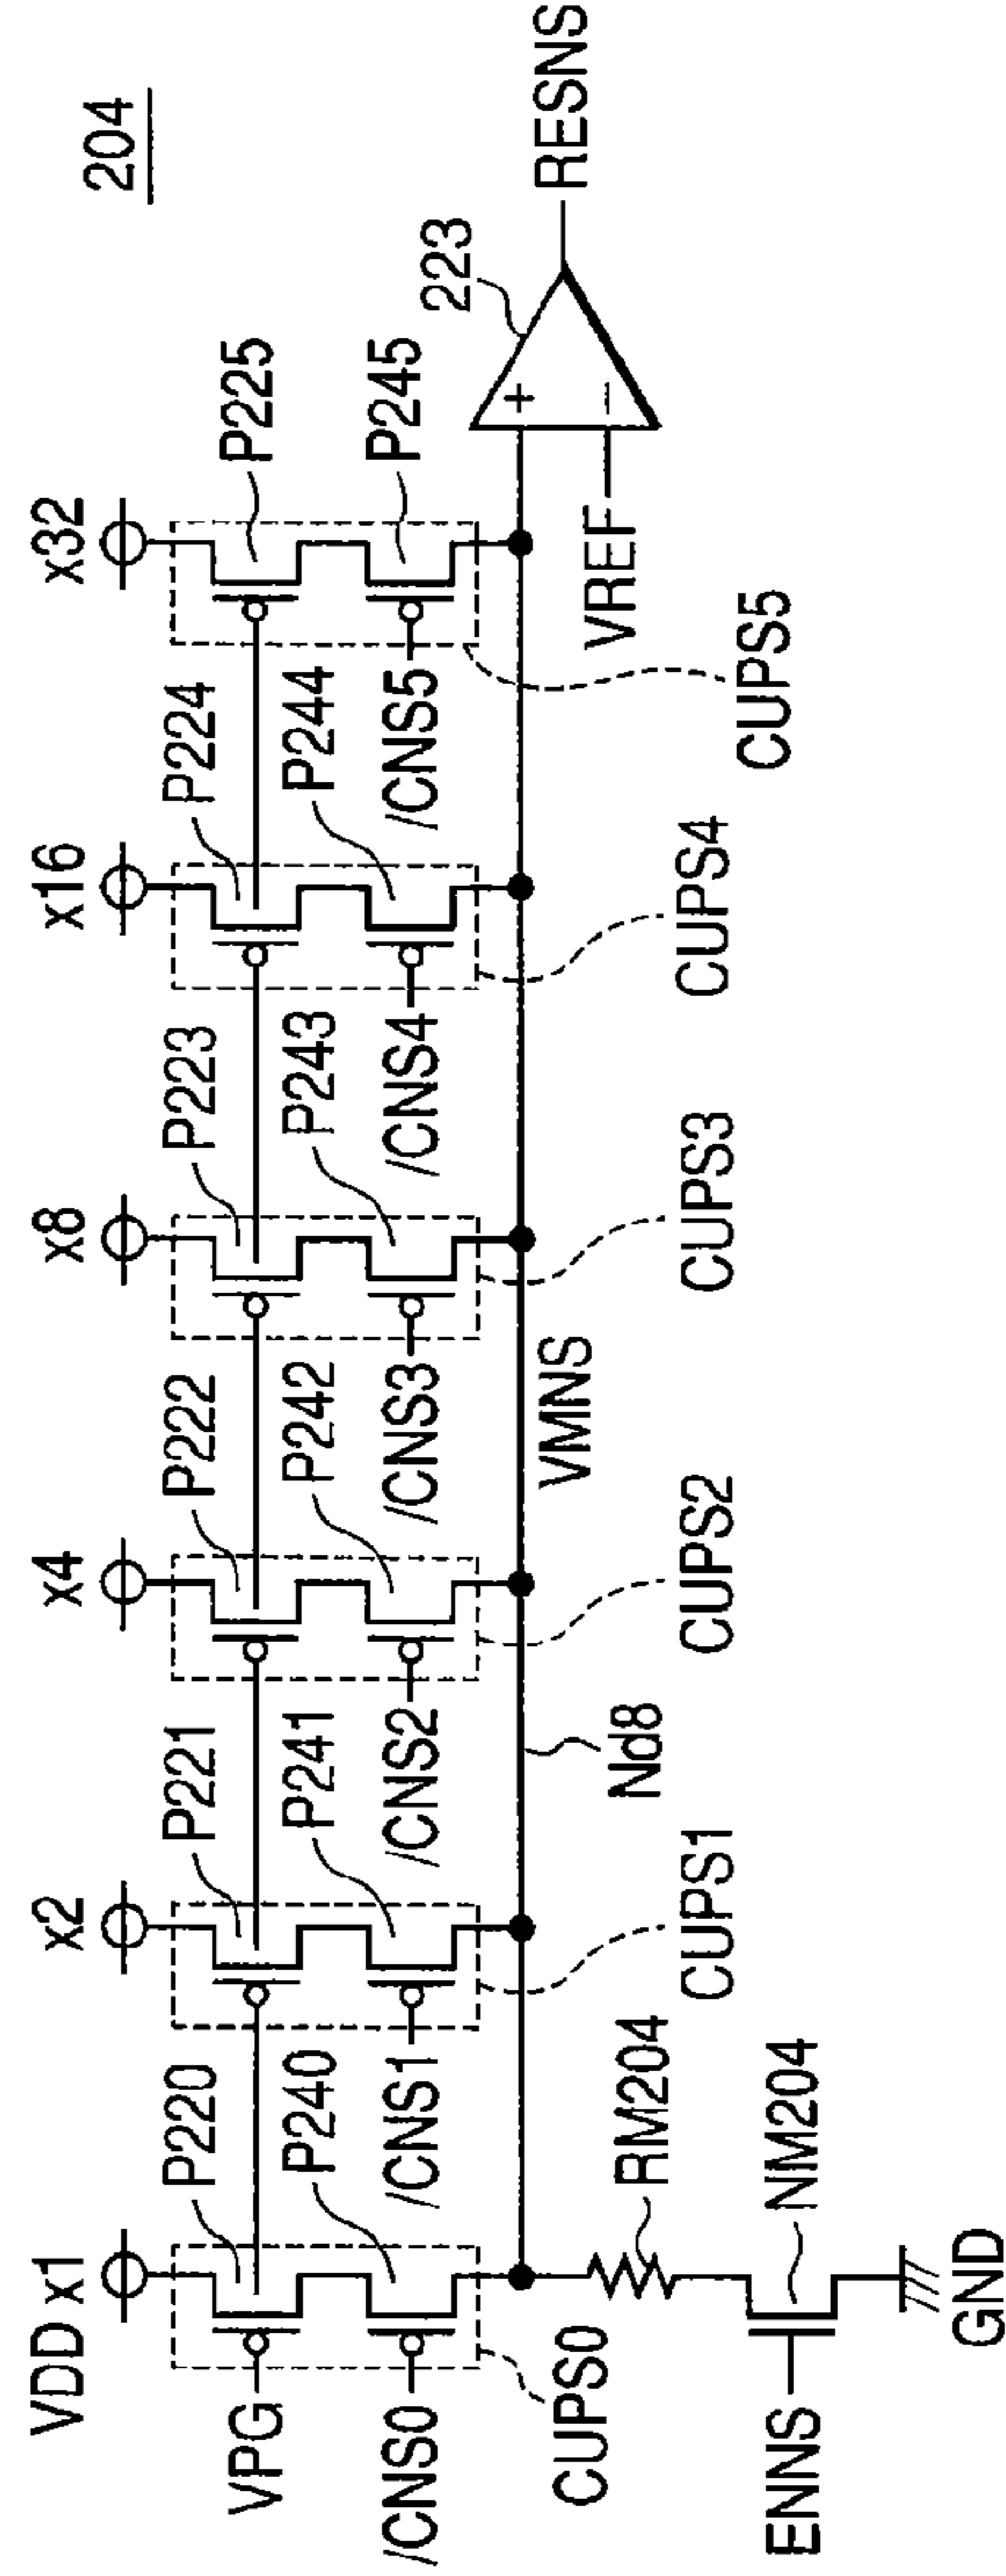 204
VDD x1
x2
x4
x8
x16
x32
P220
P221
P222
P223
P224
P225
VPG
P240
P241
P242
P243
P244
P245
/CNS0
/CNS1
/CNS2
/CNS3
/CNS4
/CNS5
223
+
−
RESNS
VREF
VMNS
Nd8
CUPS0
CUPS1
CUPS2
CUPS3
CUPS4
CUPS5
RM204
NM204
ENNS
GND